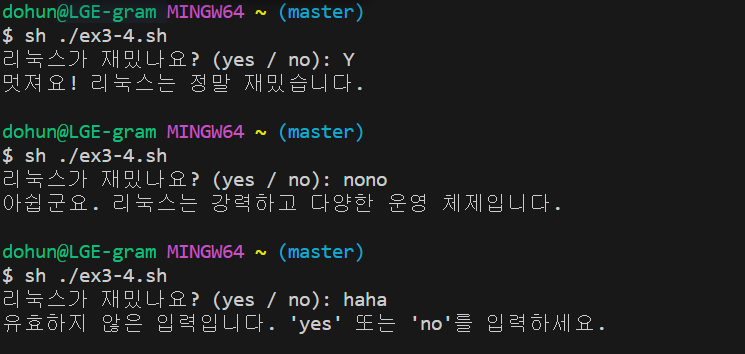 dohun@LGE-gram MINGW64 ~ (master)
$ sh ./ex3-4.sh
리눅스가 재밌나요? (yes / no): Y
멋져요! 리눅스는 정말 재밌습니다.
dohun@LGE-gram MINGW64 ~ (master)
$ sh ./ex3-4.sh
리눅스가 재밌나요? (yes / no): nono
아쉽군요. 리눅스는 강력하고 다양한 운영 체제입니다.
dohun@LGE-gram MINGW64 ~ (master)
$ sh ./ex3-4.sh
리눅스가 재밌나요? (yes / no): haha
유효하지 않은 입력입니다. 'yes' 또는 'no'를 입력하세요.